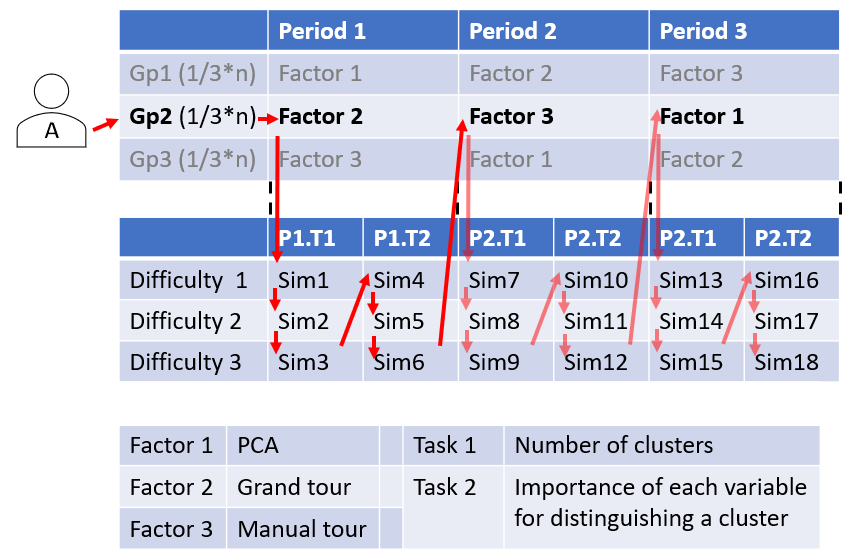 Period 1 Period 2 Period 3
Gp1 (1/3*n) Factor 1 Factor 2 Factor 3
A Gp2 (1/3*n) Factor 2 Factor 3 Factor 1
Gp3 (1/3*n) Factor 3 Factor 1 Factor 2
P1.T1 P1.T2 P2.T1 P2.T2 P2.T1 P2.T2
Difficulty 1 Sim1 Sim4 Sim7 Sim10 Sim13 Sim16
Difficulty 2 Sim2 Sim5 Sim8 Sim11 Sim14 Sim17
Difficulty 3 Sim3 Sim6 Sim9 Sim12 Sim15 Sim18
Factor 1 PCA Task 1 Number of clusters
Factor 2 Grand tour Task 2 Importance of each variable
for distinguishing a cluster
Factor 3 Manual tour